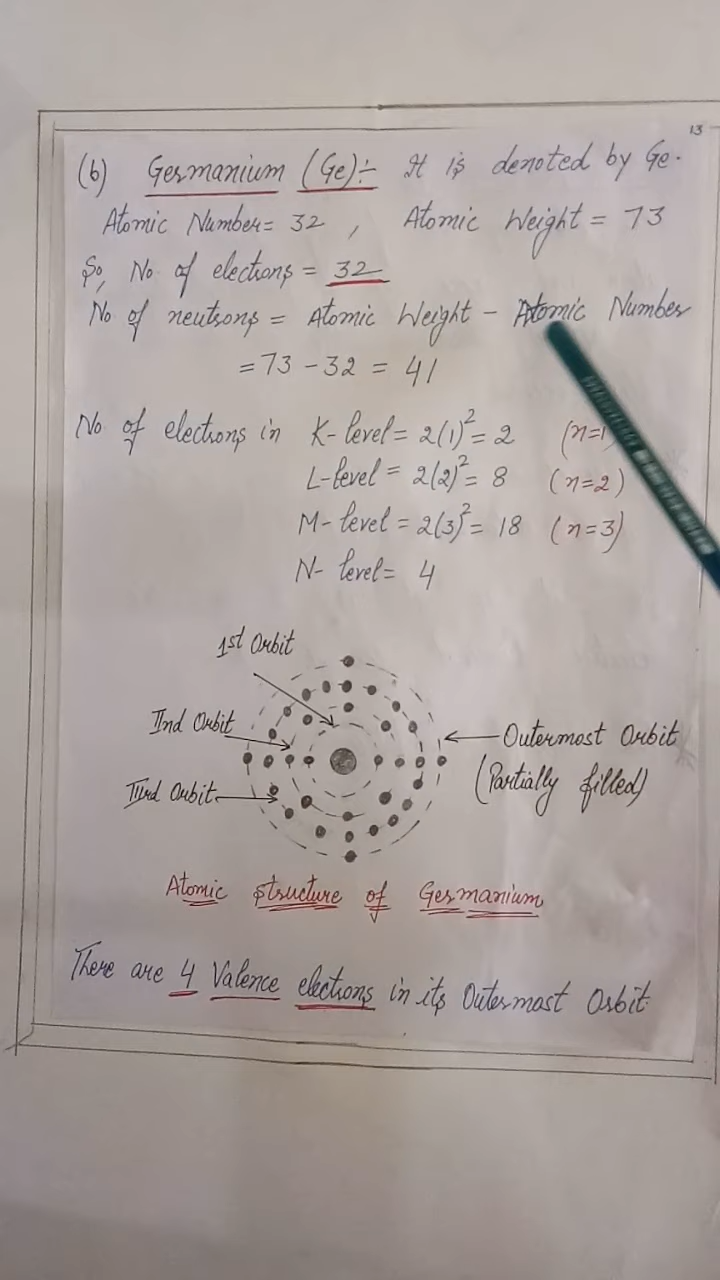 13
(b) Germanium (Ge):- It is denoted by Ge.
Atomic Number = 32 , Atomic Weight = 73
So, No. of electrons = 32
No of neutrons = Atomic Weight - Atomic Number
= 73 - 32 = 41
No. of electrons in K-level = 2(1)² = 2 (n=1)
L-level = 2(2)² = 8 (n=2)
M-level = 2(3)² = 18 (n=3)
N-level = 4
1st Orbit
IInd Orbit
Outermost Orbit
(Partially filled)
IIIrd Orbit
Atomic structure of Germanium
There are 4 Valence electrons in its Outermost Orbit